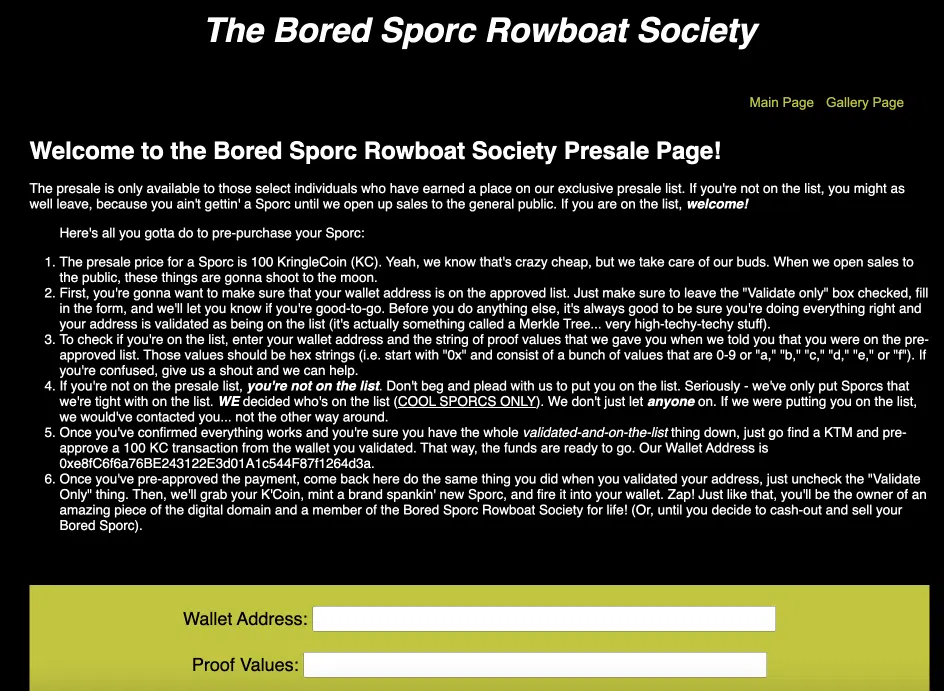 The Bored Sporc Rowboat Society
Main Page Gallery Page
Welcome to the Bored Sporc Rowboat Society Presale Page!
The presale is only available to those select individuals who have earned a place on our exclusive presale list. If you're not on the list, you might as
well leave, because you ain't gettin' a Sporc until we open up sales to the general public. If you are on the list, welcome!
Here's all you gotta do to pre-purchase your Sporc:
1. The presale price for a Sporc is 100 KringleCoin (KC). Yeah, we know that's crazy cheap, but we take care of our buds. When we open sales to
the public, these things are gonna shoot to the moon.
2. First, you're gonna want to make sure that your wallet address is on the approved list. Just make sure to leave the "Validate only" box checked, fill
in the form, and we'll let you know if you're good-to-go. Before you do anything else, it's always good to be sure you're doing everything right and
your address is validated as being on the list (it's actually something called a Merkle Tree... very high-techy-techy stuff).
3. To check if you're on the list, enter your wallet address and the string of proof values that we gave you when we told you that you were on the pre-
approved list. Those values should be hex strings (i.e. start with "0x" and consist of a bunch of values that are 0-9 or "a," "b," "c," "d," "e," or "f"). If
you're confused, give us a shout and we can help.
4. If you're not on the presale list, you're not on the list. Don't beg and plead with us to put you on the list. Seriously - we've only put Sporcs that
we're tight with on the list. WE decided who's on the list (COOL SPORCS ONLY). We don't just let anyone on. If we were putting you on the list,
we would've contacted you... not the other way around.
5. Once you've confirmed everything works and you're sure you have the whole validated-and-on-the-list thing down, just go find a KTM and pre-
approve a 100 KC transaction from the wallet you validated. That way, the funds are ready to go. Our Wallet Address is
0xe8fC6f6a76BE243122E3d01A1c544F87f1264d3a.
6. Once you've pre-approved the payment, come back here do the same thing you did when you validated your address, just uncheck the "Validate
Only" thing. Then, we'll grab your K'Coin, mint a brand spankin' new Sporc, and fire it into your wallet. Zap! Just like that, you'll be the owner of an
amazing piece of the digital domain and a member of the Bored Sporc Rowboat Society for life! (Or, until you decide to cash-out and sell your
Bored Sporc).
Wallet Address:
Proof Values: